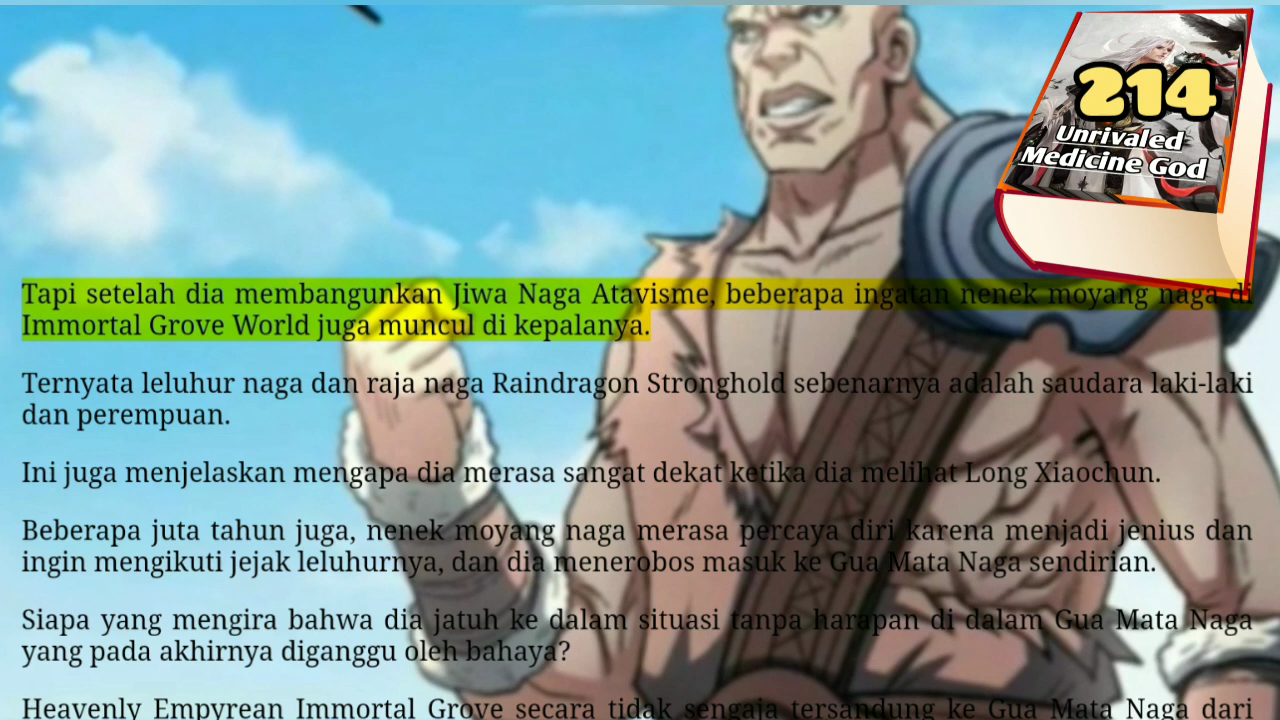 214
Unrivaled
Medicine God
Tapi setelah dia membangunkan Jiwa Naga Atavisme, beberapa ingatan nenek moyang naga di
Immortal Grove World juga muncul di kepalanya.
Ternyata leluhur naga dan raja naga Raindragon Stronghold sebenarnya adalah saudara laki-laki
dan perempuan.
Ini juga menjelaskan mengapa dia merasa sangat dekat ketika dia melihat Long Xiaochun.
Beberapa juta tahun juga, nenek moyang naga merasa percaya diri karena menjadi jenius dan
ingin mengikuti jejak leluhurnya, dan dia menerobos masuk ke Gua Mata Naga sendirian.
Siapa yang mengira bahwa dia jatuh ke dalam situasi tanpa harapan di dalam Gua Mata Naga
yang pada akhirnya diganggu oleh bahaya?
Heavenly Empyrean Immortal Grove secara tidak sengaja tersandung ke Gua Mata Naga dari